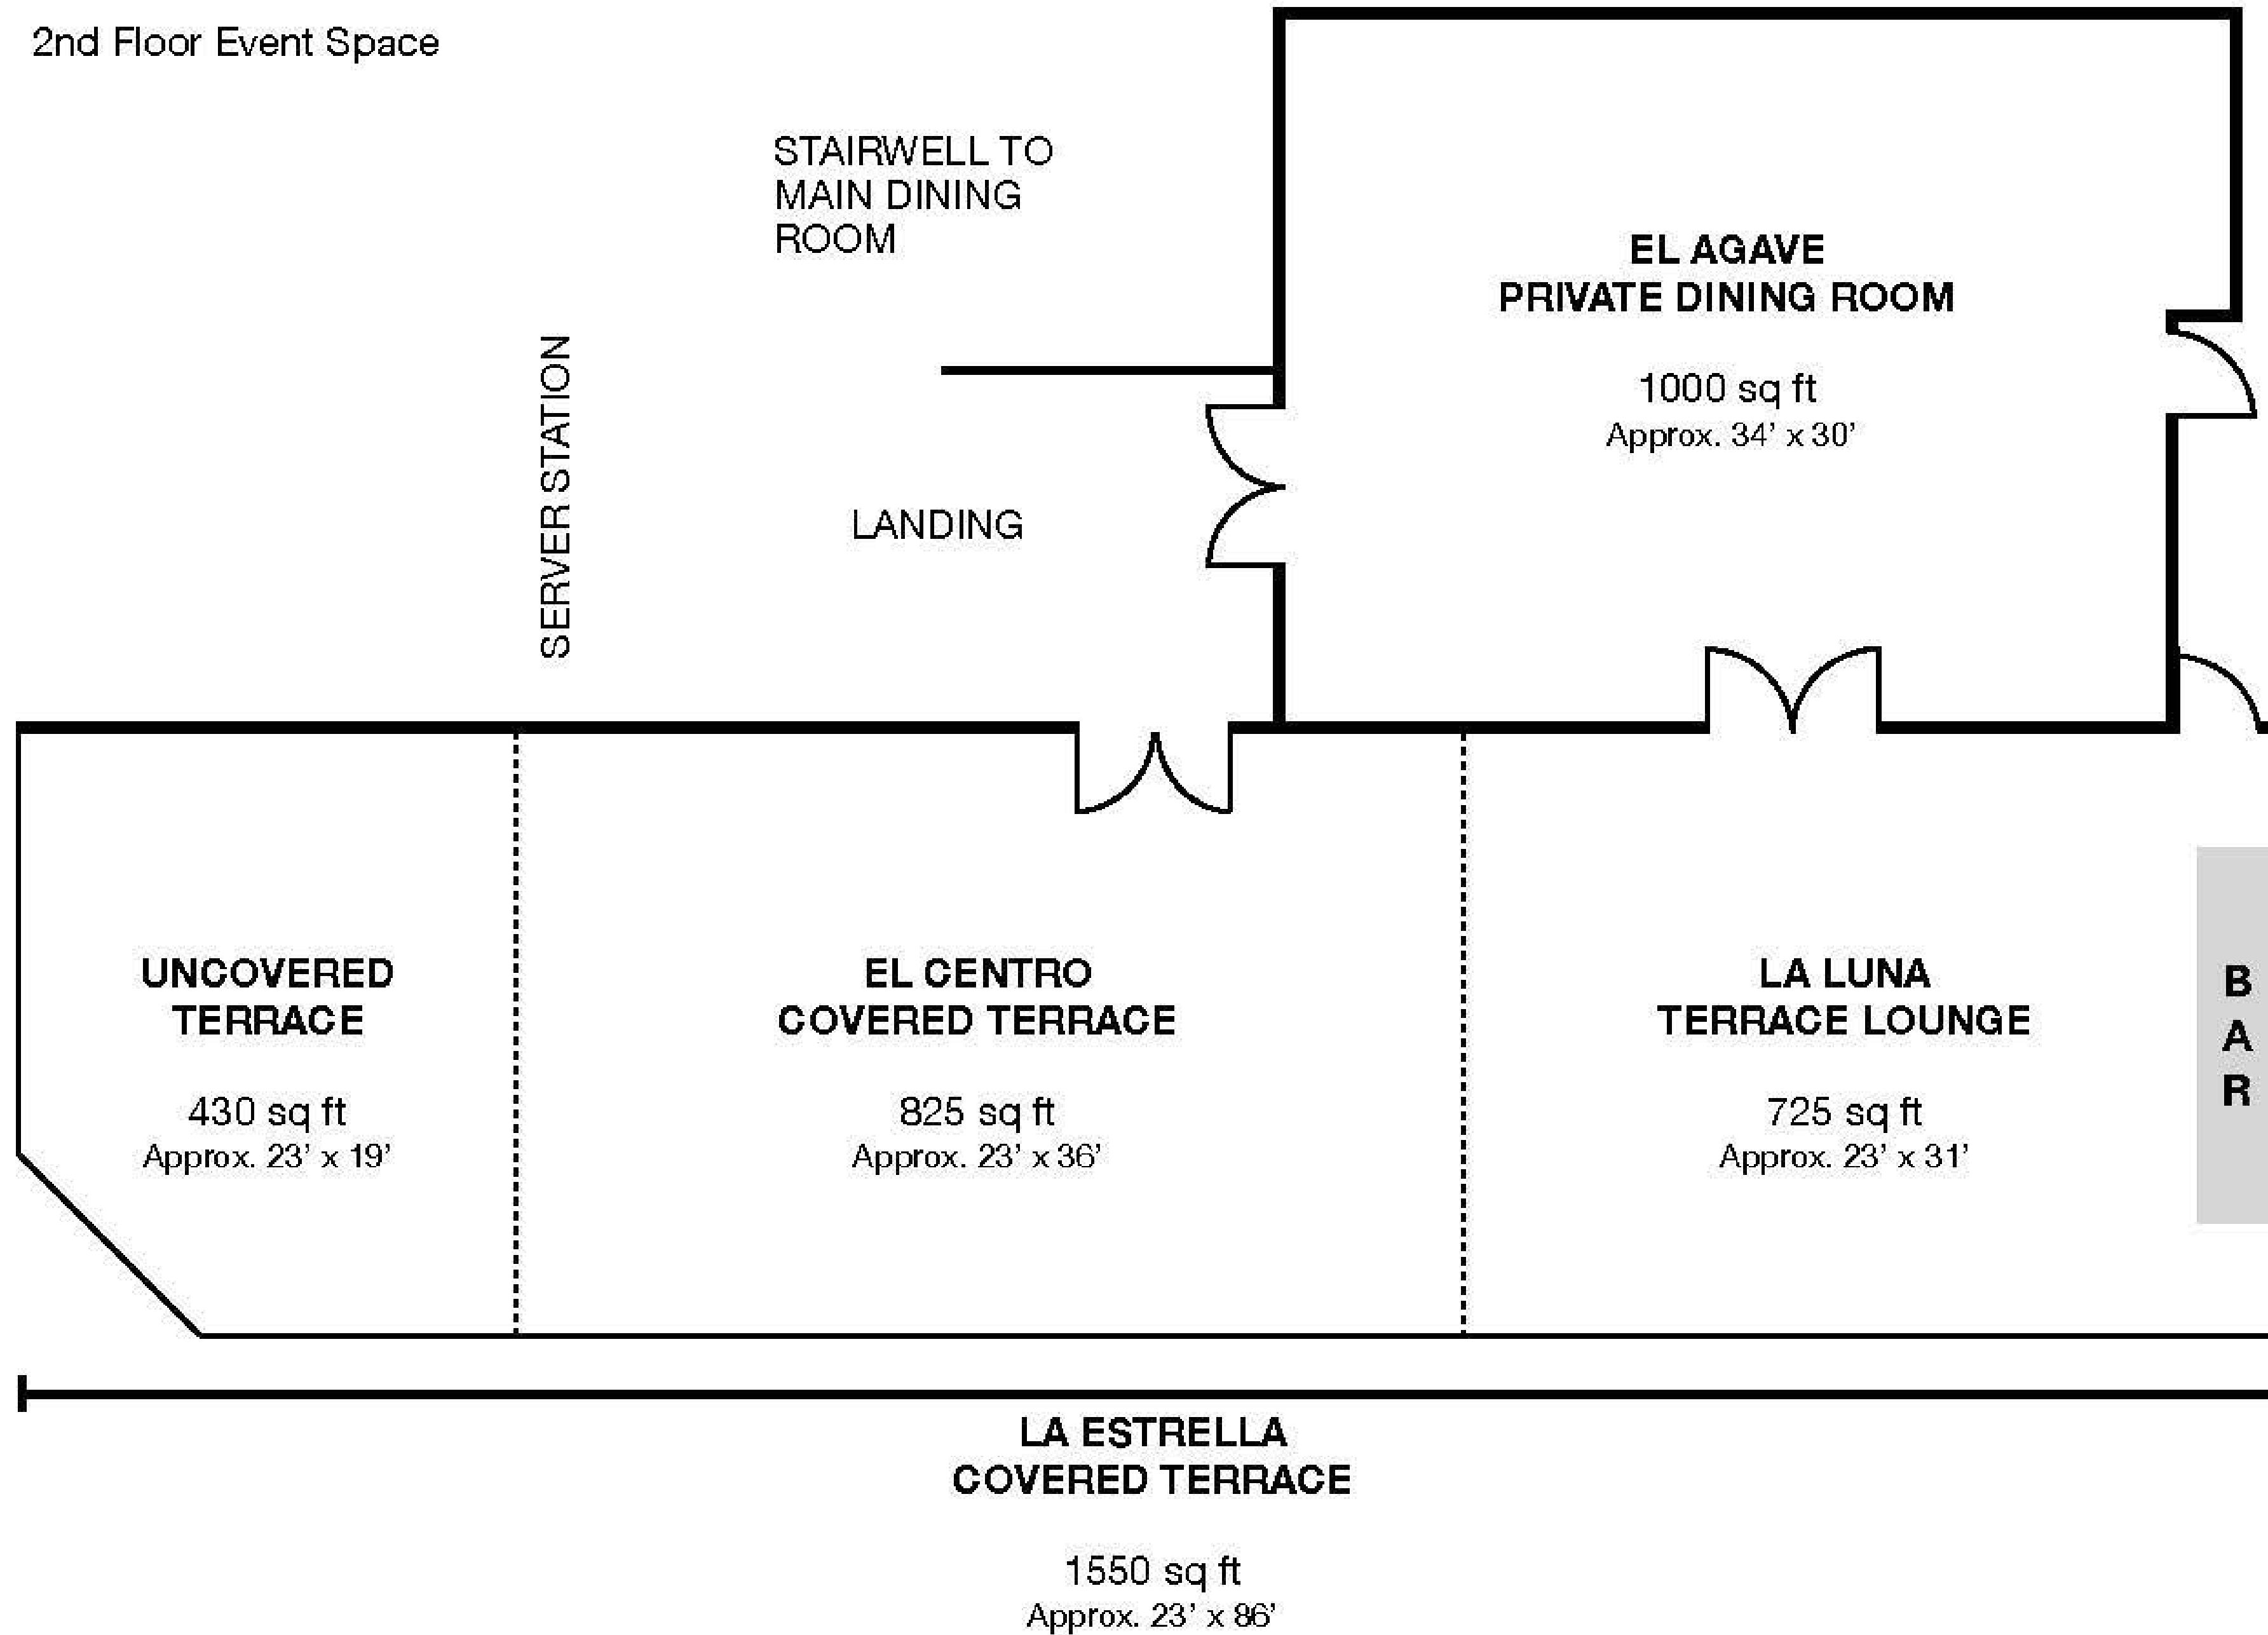 2nd Floor Event Space
STAIRWELL TO
MAIN DINING
ROOM
EL AGAVE
PRIVATE DINING ROOM
1000 sq ft
Approx. 34’ x 30’
SERVER STATION
LANDING
UNCOVERED
TERRACE
430 sq ft
Approx. 23’ x 19’
EL CENTRO
COVERED TERRACE
825 sq ft
Approx. 23’ x 36’
LA LUNA
TERRACE LOUNGE
725 sq ft
Approx. 23’ x 31’
B
A
R
LA ESTRELLA
COVERED TERRACE
1550 sq ft
Approx. 23’ x 86’